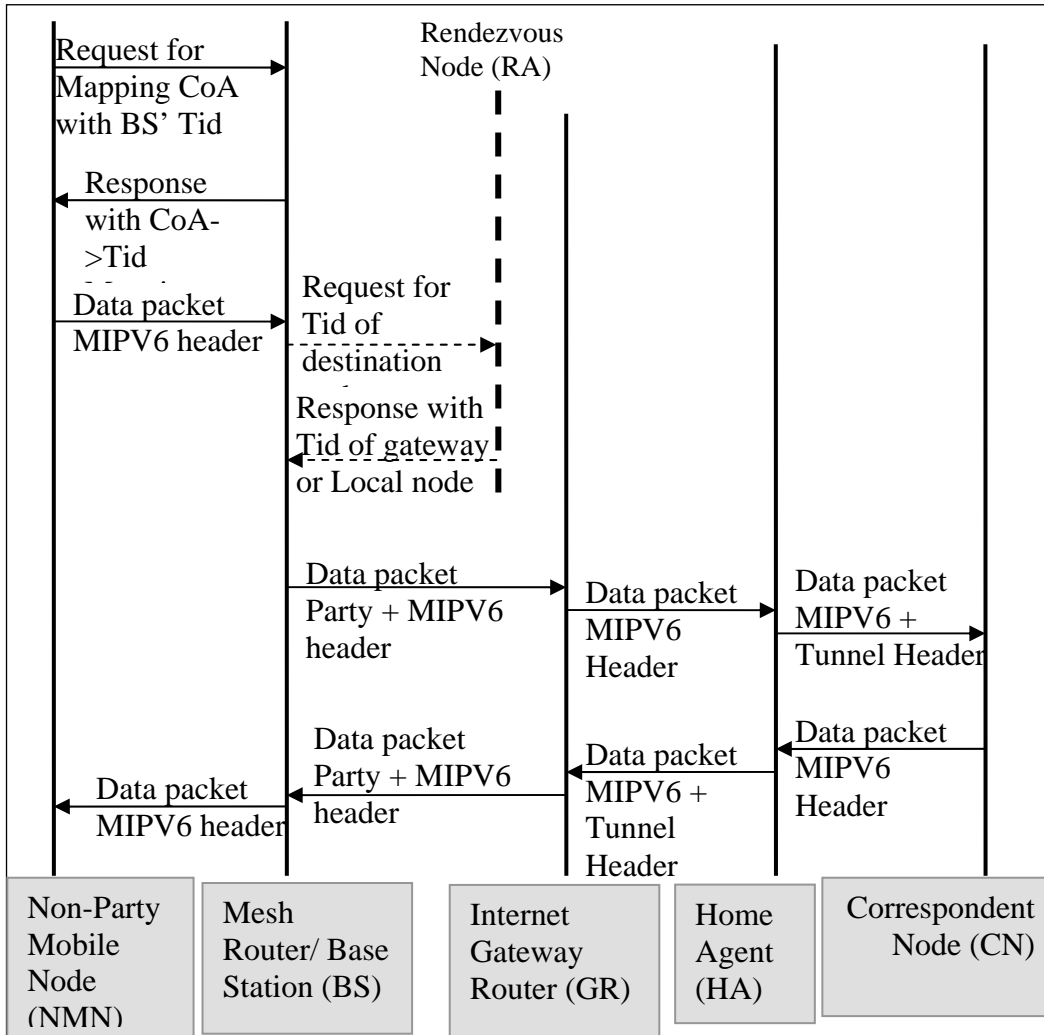 Rendezvous
Node (RA)
Request for
Mapping CoA
with BS' Tid
Response
with CoA-
>Tid
Data packet
MIPV6 header
Request for
Tid of
destination
Response with
Tid of gateway
or Local node
Data packet
Party + MIPV6
header
Data packet
MIPV6
Header
Data packet
MIPV6 +
Tunnel Header
Data packet
MIPV6
Header
Data packet
MIPV6 +
Tunnel
Header
Data packet
Party + MIPV6
header
Data packet
MIPV6 header
Non-Party
Mobile
Node
(NMN)
Mesh
Router/ Base
Station (BS)
Internet
Gateway
Router (GR)
Home
Agent
(HA)
Correspondent
Node (CN)